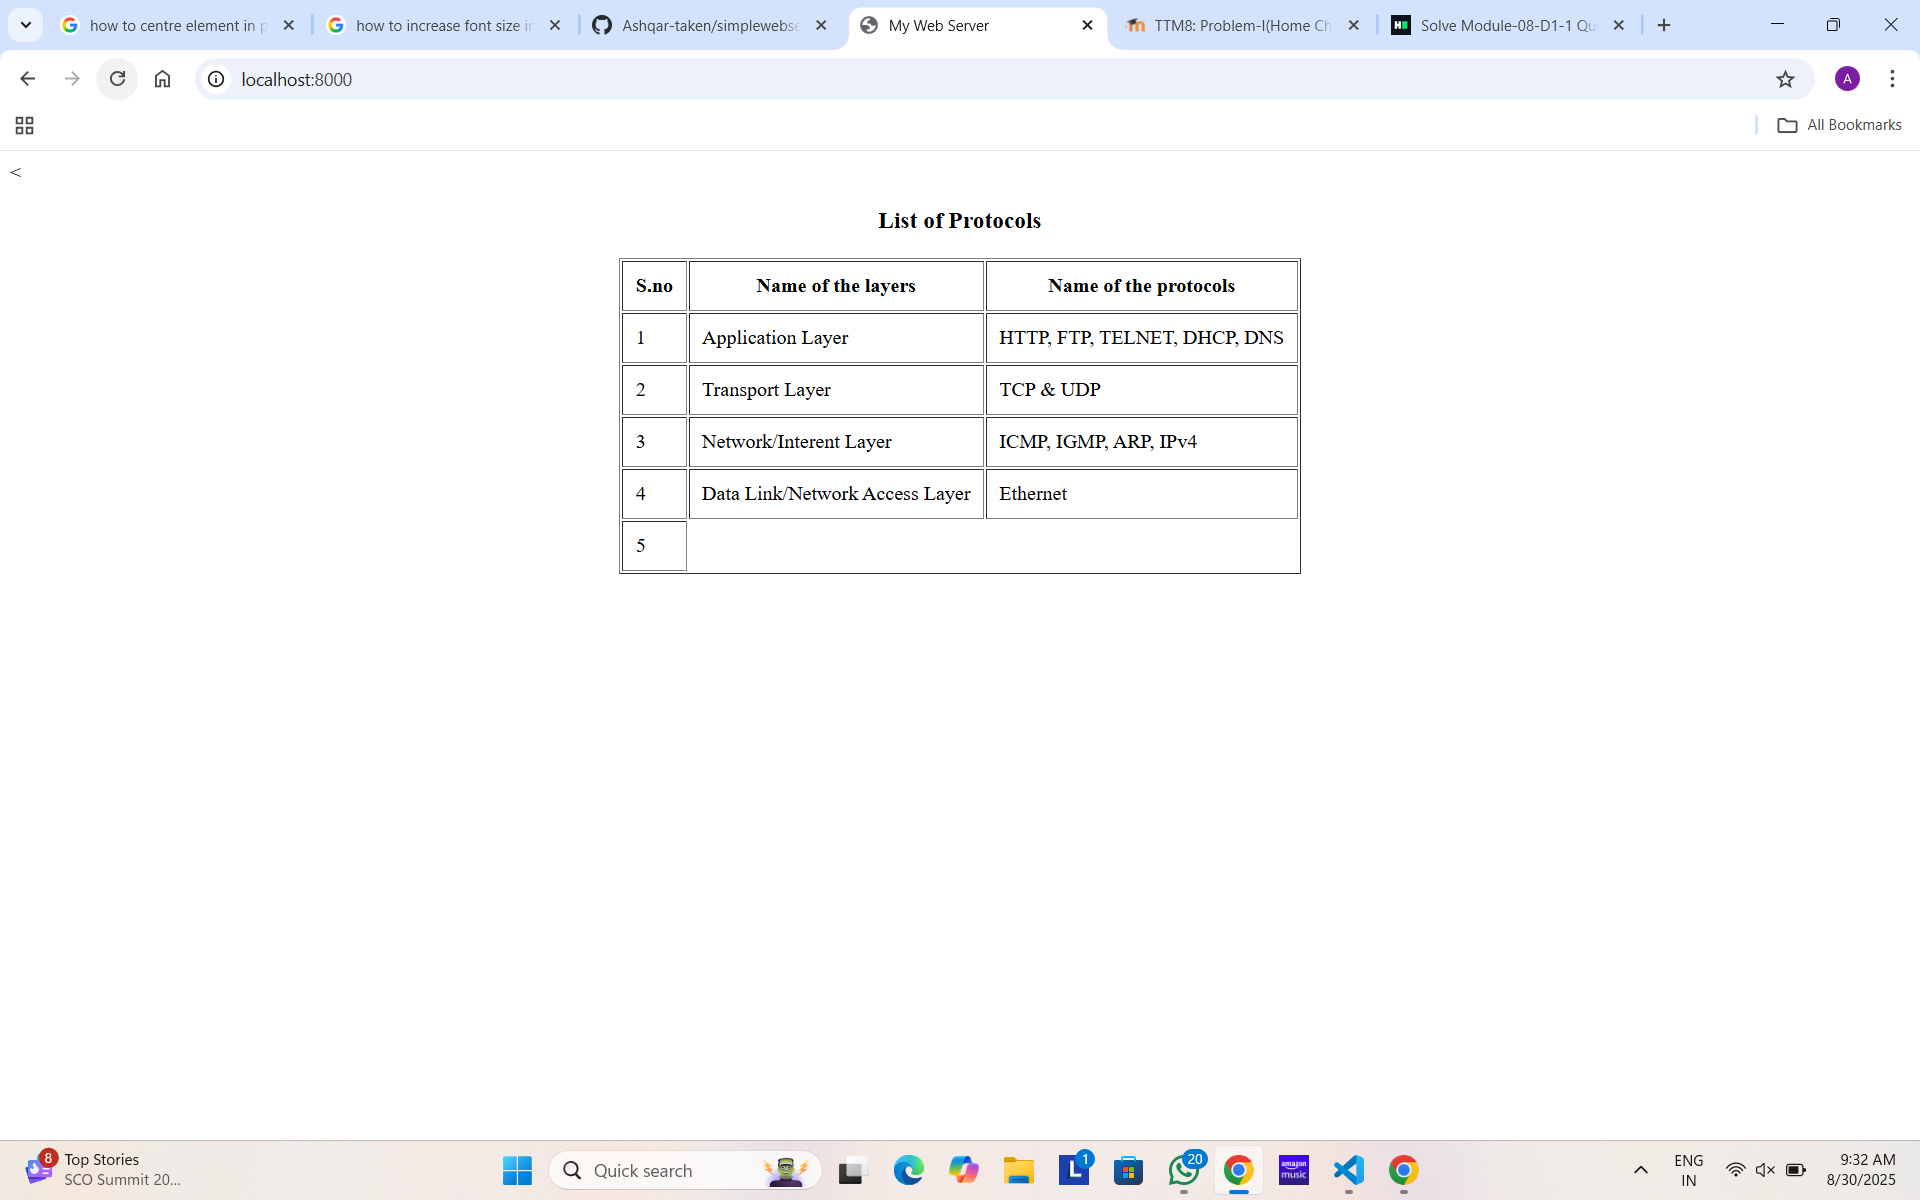 how to centre element in p
how to increase font size in
Ashqar-taken/simplewebse
My Web Server
TTM8: Problem-I(Home Ch
Solve Module-08-D1-1 Qu
localhost:8000
A
All Bookmarks
<
List of Protocols
S.no Name of the layers Name of the protocols
1 Application Layer HTTP, FTP, TELNET, DHCP, DNS
2 Transport Layer TCP & UDP
3 Network/Interent Layer ICMP, IGMP, ARP, IPv4
4 Data Link/Network Access Layer Ethernet
5
8 Top Stories
SCO Summit 20...
Quick search
L 1
20
amazon
music
ENG
IN
9:32 AM
8/30/2025